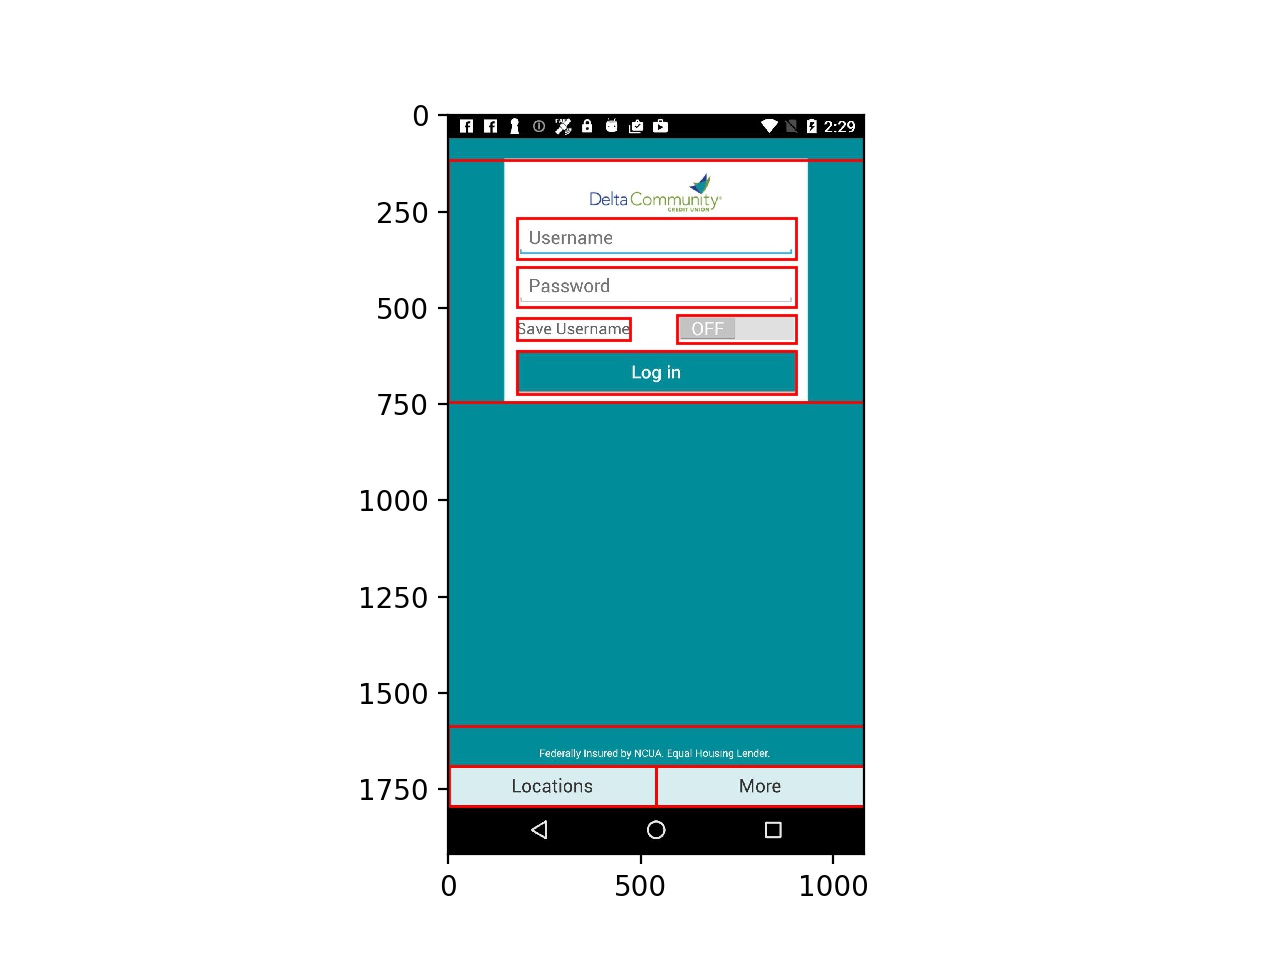 0
250
500
750
1000
1250
1500
1750
0
500
1000
2:29
Delta Community®
CREDIT UNION
Username
Password
Save Username
OFF
Log in
Federally Insured by NCUA. Equal Housing Lender.
Locations
More